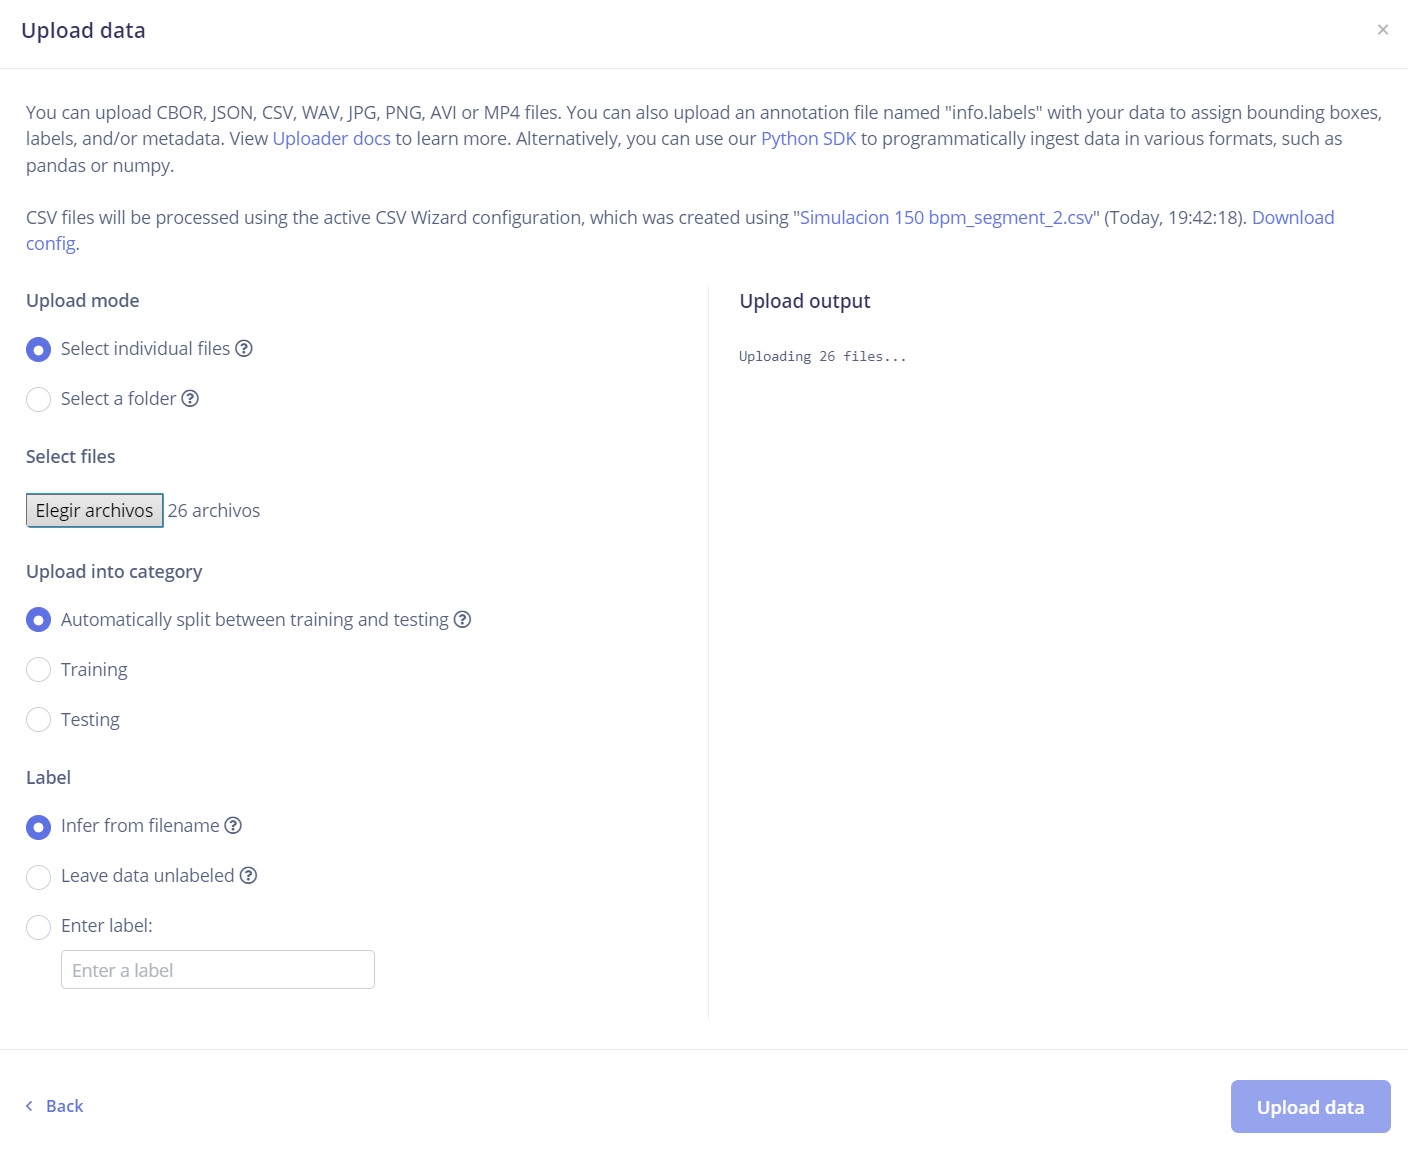 Upload data
×
You can upload CBOR, JSON, CSV, WAV, JPG, PNG, AVI or MP4 files. You can also upload an annotation file named "info.labels" with your data to assign bounding boxes,
labels, and/or metadata. View Uploader docs to learn more. Alternatively, you can use our Python SDK to programmatically ingest data in various formats, such as
pandas or numpy.
CSV files will be processed using the active CSV Wizard configuration, which was created using "Simulacion 150 bpm_segment_2.csv" (Today, 19:42:18). Download
config.
Upload mode
Select individual files ?
Select a folder ?
Select files
Elegir archivos 26 archivos
Upload into category
Automatically split between training and testing ?
Training
Testing
Label
Infer from filename ?
Leave data unlabeled ?
Enter label:
Enter a label
Upload output
Uploading 26 files...
Back
Upload data